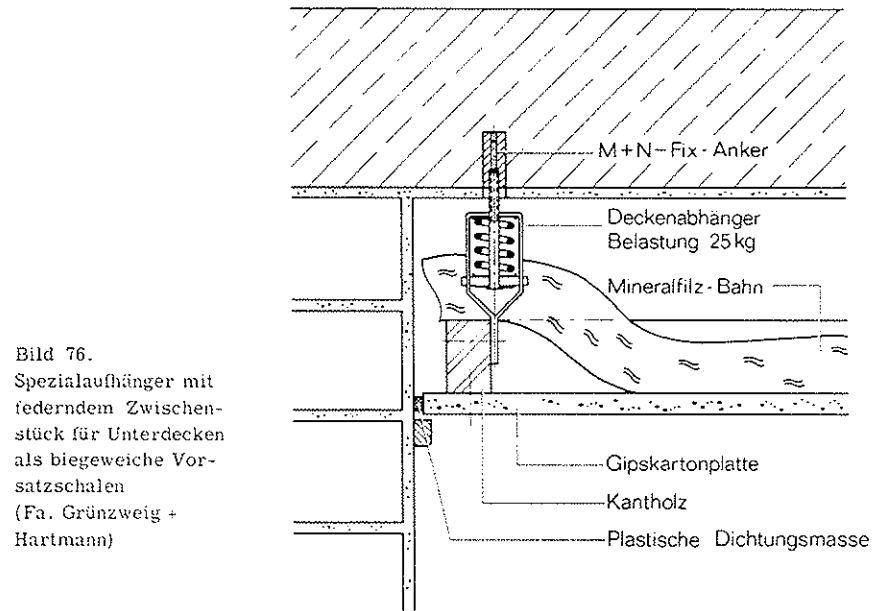 M+N-Fix-Anker
Deckenabhänger
Belastung 25kg
Mineralfilz-Bahn
Bild 76.
Spezialaufhänger mit
federndem Zwischen-
stück für Unterdecken
als biegeweiche Vor-
satzschalen
(Fa. Grünzweig +
Hartmann)
Gipskartonplatte
Kantholz
Plastische Dichtungsmasse